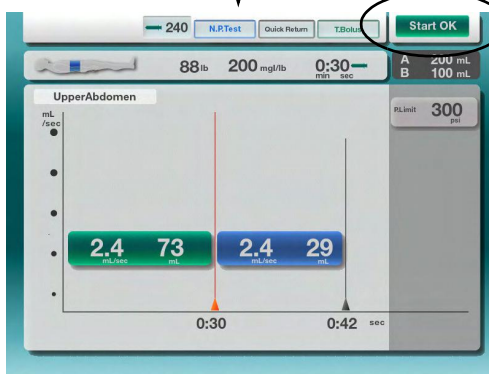 240 N.P.Test Quick Return T.Bolus Start OK
88 lb 200 mgI/lb 0:30 min sec
A 200 mL
B 100 mL
UpperAbdomen
P.Limit 300 psi
mL /sec
2.4 mL/sec 73 mL 2.4 mL/sec 29 mL
0:30 0:42 sec